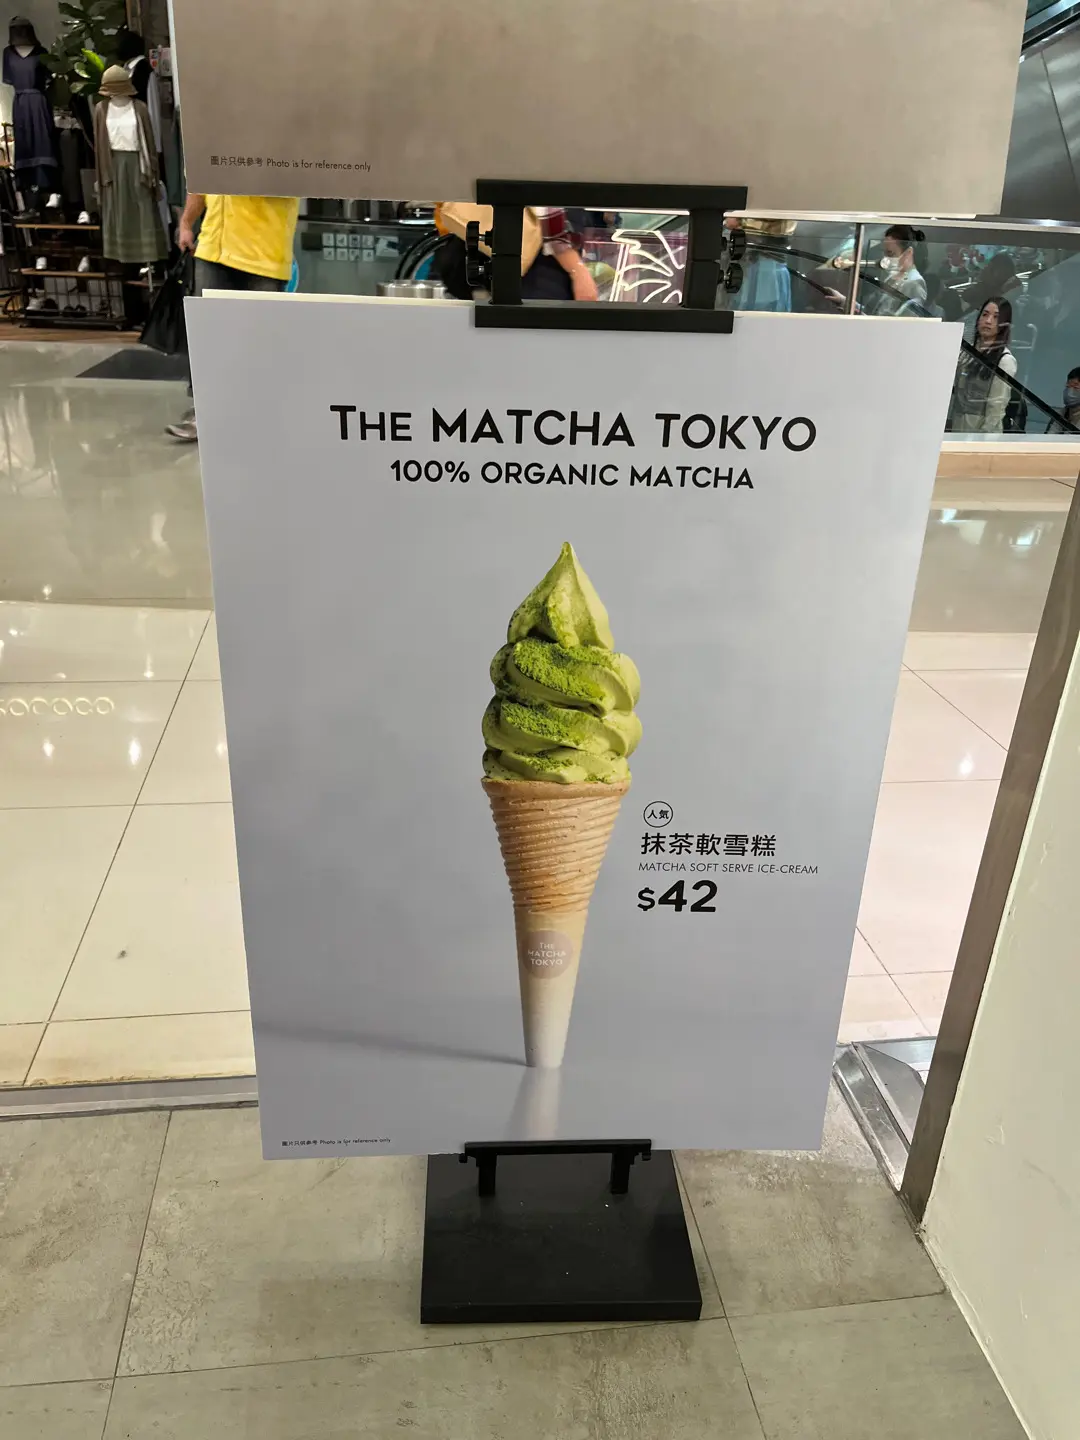 圖片只供參考 Photo is for reference only
THE MATCHA TOKYO
100% ORGANIC MATCHA
人気
抹茶軟雪糕
MATCHA SOFT SERVE ICE-CREAM
$42
THE
MATCHA
TOKYO
圖片只供參考 Photo is for reference only